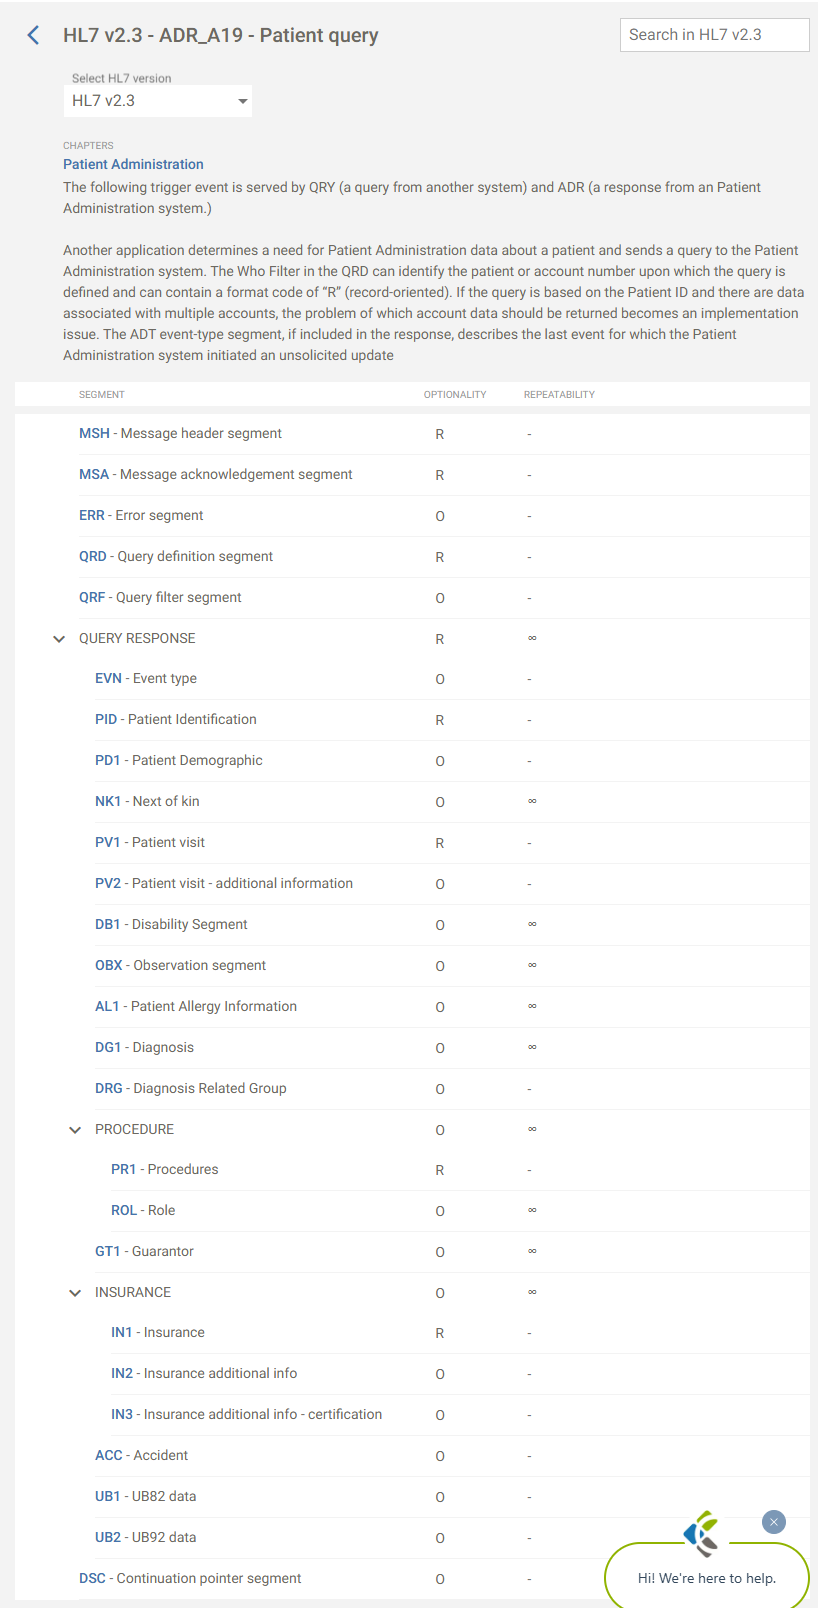 HL7 v2.3 - ADR_A19 - Patient query
Search in HL7 v2.3
Select HL7 version
HL7 v2.3
CHAPTERS
Patient Administration
The following trigger event is served by QRY (a query from another system) and ADR (a response from an Patient
Administration system.)
Another application determines a need for Patient Administration data about a patient and sends a query to the Patient
Administration system. The Who Filter in the QRD can identify the patient or account number upon which the query is
defined and can contain a format code of “R” (record-oriented). If the query is based on the Patient ID and there are data
associated with multiple accounts, the problem of which account data should be returned becomes an implementation
issue. The ADT event-type segment, if included in the response, describes the last event for which the Patient
Administration system initiated an unsolicited update
SEGMENT OPTIONALITY REPEATABILITY
MSH - Message header segment R -
MSA - Message acknowledgement segment R -
ERR - Error segment O -
QRD - Query definition segment R -
QRF - Query filter segment O -
QUERY RESPONSE R ∞
EVN - Event type O -
PID - Patient Identification R -
PD1 - Patient Demographic O -
NK1 - Next of kin O ∞
PV1 - Patient visit R -
PV2 - Patient visit - additional information O -
DB1 - Disability Segment O ∞
OBX - Observation segment O ∞
AL1 - Patient Allergy Information O ∞
DG1 - Diagnosis O ∞
DRG - Diagnosis Related Group O -
PROCEDURE O ∞
PR1 - Procedures R -
ROL - Role O ∞
GT1 - Guarantor O ∞
INSURANCE O ∞
IN1 - Insurance R -
IN2 - Insurance additional info O -
IN3 - Insurance additional info - certification O -
ACC - Accident O -
UB1 - UB82 data O -
UB2 - UB92 data O -
DSC - Continuation pointer segment O -
Hi! We're here to help.